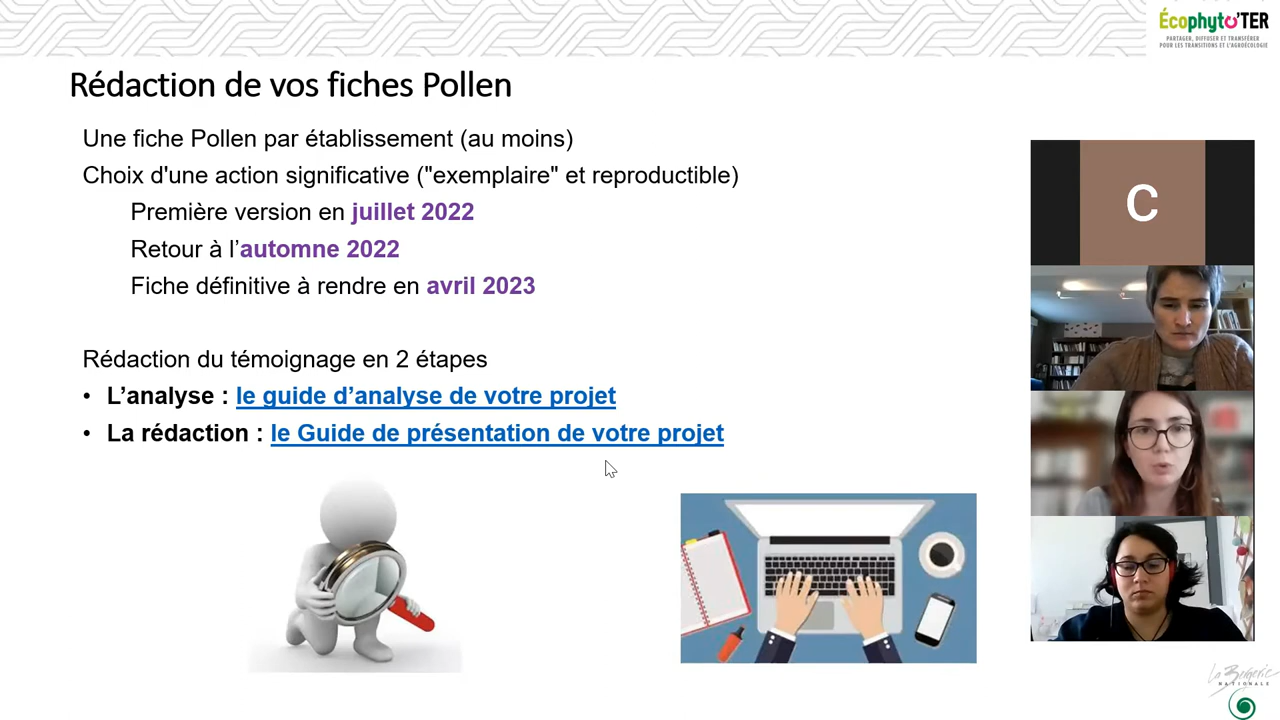 Écophyto'TER
PARTAGER, DIFFUSER ET TRANSFÉRER
POUR LES TRANSITIONS ET L'AGROÉCOLOGIE
Rédaction de vos fiches Pollen
Une fiche Pollen par établissement (au moins)
Choix d'une action significative ("exemplaire" et reproductible)
Première version en juillet 2022
Retour à l'automne 2022
Fiche définitive à rendre en avril 2023
Rédaction du témoignage en 2 étapes
• L'analyse : le guide d'analyse de votre projet
• La rédaction : le Guide de présentation de votre projet
C
La Bergerie
NATIONALE